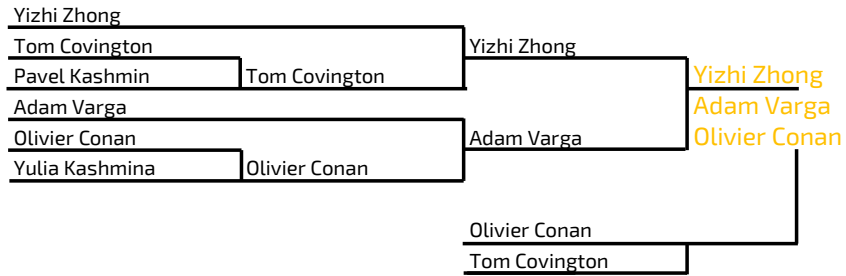 Yizhi Zhong
Tom Covington
Pavel Kashmin
Adam Varga
Olivier Conan
Yulia Kashmina
Tom Covington
Olivier Conan
Yizhi Zhong
Adam Varga
Olivier Conan
Tom Covington
Yizhi Zhong
Adam Varga
Olivier Conan